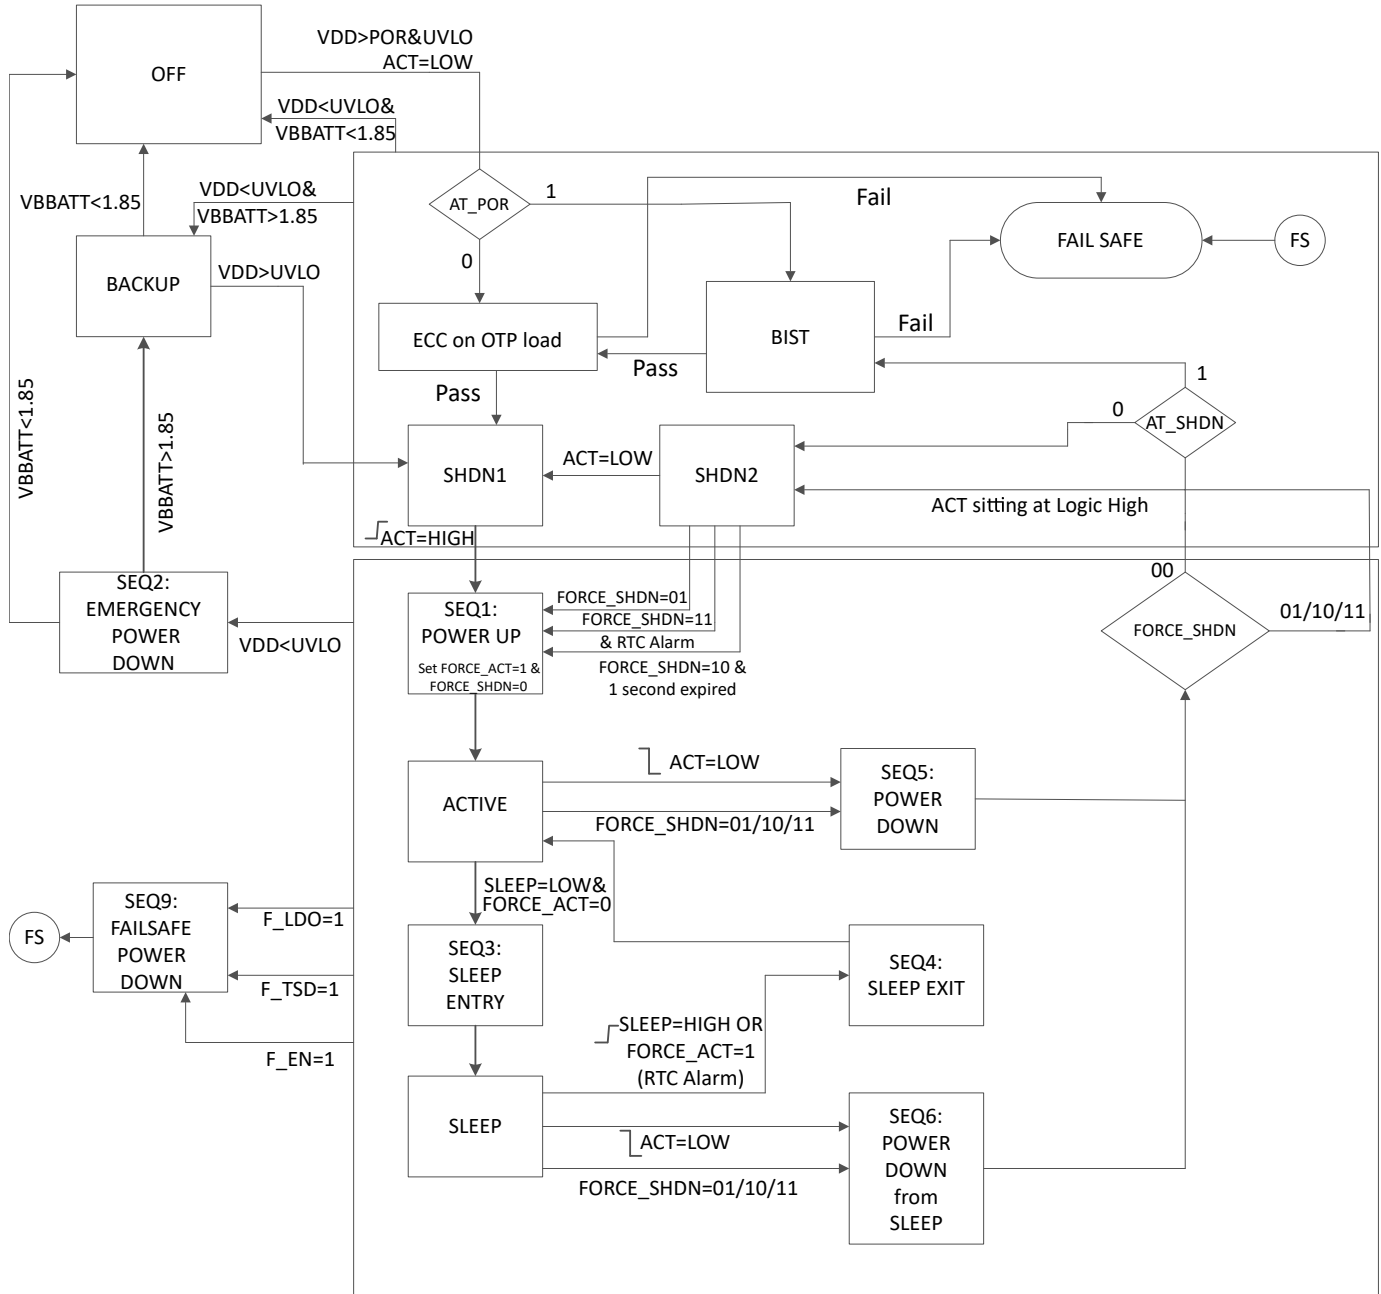 VDD>POR&UVLO
ACT=LOW
OFF
VDD<UVLO&
VBBATT<1.85
VBBATT<1.85
VDD<UVLO&
VBBATT>1.85
AT_POR
1
0
Fail
FAIL SAFE
FS
BACKUP
VDD>UVLO
ECC on OTP load
BIST
Fail
Pass
Pass
1
0
AT_SHDN
VBBATT<1.85
VBBATT>1.85
SHDN1
ACT=LOW
SHDN2
ACT sitting at Logic High
ACT=HIGH
SEQ2:
EMERGENCY
POWER
DOWN
VDD<UVLO
SEQ1:
POWER UP
Set FORCE_ACT=1 &
FORCE_SHDN=0
FORCE_SHDN=01
FORCE_SHDN=11
& RTC Alarm
FORCE_SHDN=10 &
1 second expired
00
FORCE_SHDN
01/10/11
ACTIVE
ACT=LOW
FORCE_SHDN=01/10/11
SEQ5:
POWER
DOWN
SLEEP=LOW&
FORCE_ACT=0
SEQ9:
FAILSAFE
POWER
DOWN
FS
F_LDO=1
F_TSD=1
F_EN=1
SEQ3:
SLEEP
ENTRY
SEQ4:
SLEEP EXIT
SLEEP=HIGH OR
FORCE_ACT=1
(RTC Alarm)
SLEEP
ACT=LOW
FORCE_SHDN=01/10/11
SEQ6:
POWER
DOWN
from
SLEEP